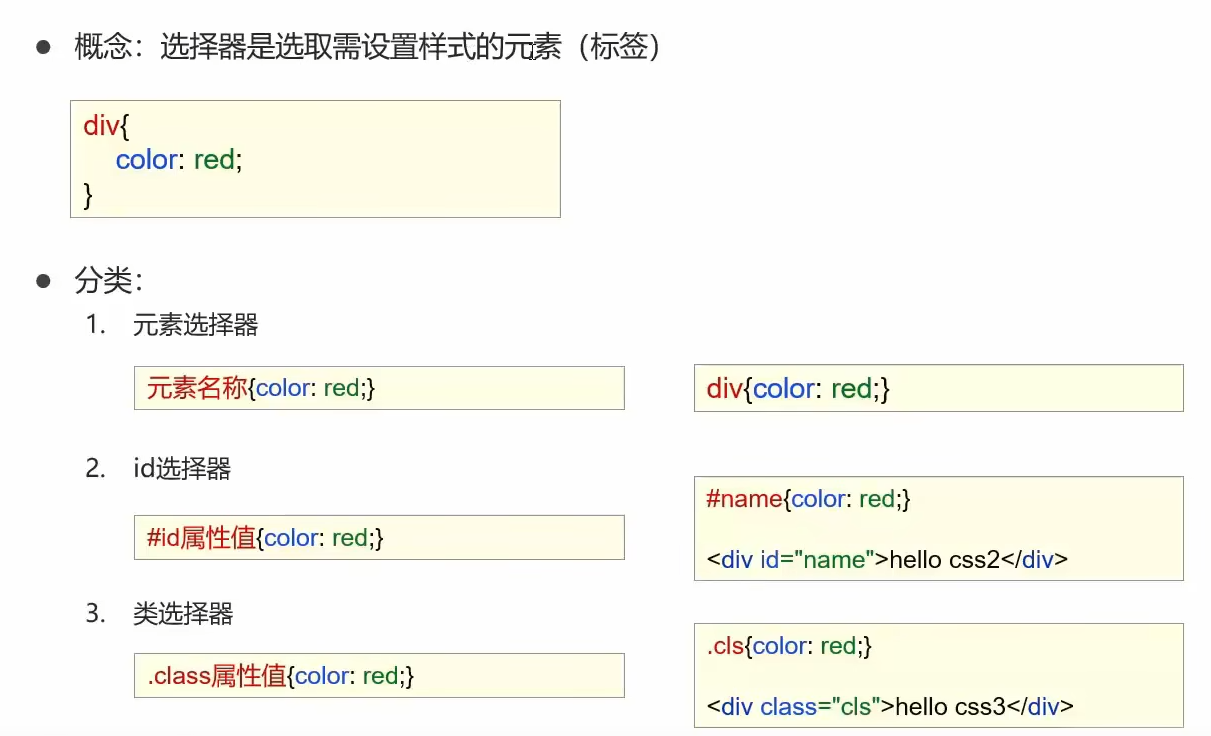 ● 概念：选择器是选取需设置样式的元素（标签）
div{
color: red;
}
● 分类：
1. 元素选择器
元素名称{color: red;}
div{color: red;}
2. id选择器
#id属性值{color: red;}
#name{color: red;}
<div id="name">hello css2</div>
3. 类选择器
.class属性值{color: red;}
.cls{color: red;}
<div class="cls">hello css3</div>